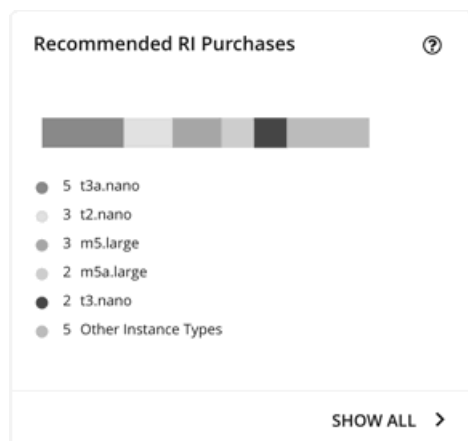 Recommended RI Purchases
5 t3a.nano
3 t2.nano
3 m5.large
2 m5a.large
2 t3.nano
5 Other Instance Types
SHOW ALL